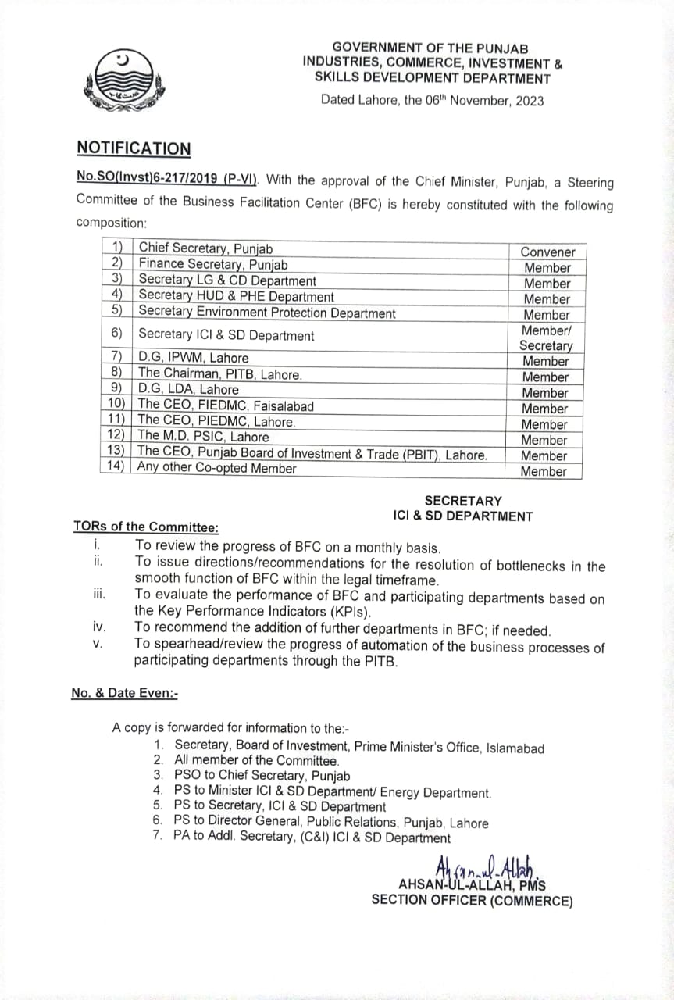 GOVERNMENT OF THE PUNJAB
INDUSTRIES, COMMERCE, INVESTMENT &
SKILLS DEVELOPMENT DEPARTMENT
Dated Lahore, the 06th November, 2023
NOTIFICATION
No.SO(Invst)6-217/2019 (P-VI). With the approval of the Chief Minister, Punjab, a Steering
Committee of the Business Facilitation Center (BFC) is hereby constituted with the following
composition:
1) Chief Secretary, Punjab Convener
2) Finance Secretary, Punjab Member
3) Secretary LG & CD Department Member
4) Secretary HUD & PHE Department Member
5) Secretary Environment Protection Department Member
6) Secretary ICI & SD Department Member/
Secretary
7) D.G, IPWM, Lahore Member
8) The Chairman, PITB, Lahore. Member
9) D.G, LDA, Lahore Member
10) The CEO, FIEDMC, Faisalabad Member
11) The CEO, PIEDMC, Lahore. Member
12) The M.D. PSIC, Lahore Member
13) The CEO, Punjab Board of Investment & Trade (PBIT), Lahore. Member
14) Any other Co-opted Member Member
SECRETARY
ICI & SD DEPARTMENT
TORs of the Committee:
i. To review the progress of BFC on a monthly basis.
ii. To issue directions/recommendations for the resolution of bottlenecks in the
smooth function of BFC within the legal timeframe.
iii. To evaluate the performance of BFC and participating departments based on
the Key Performance Indicators (KPIs).
iv. To recommend the addition of further departments in BFC; if needed.
v. To spearhead/review the progress of automation of the business processes of
participating departments through the PITB.
No. & Date Even:-
A copy is forwarded for information to the:-
1. Secretary, Board of Investment, Prime Minister's Office, Islamabad
2. All member of the Committee.
3. PSO to Chief Secretary, Punjab
4. PS to Minister ICI & SD Department/ Energy Department.
5. PS to Secretary, ICI & SD Department
6. PS to Director General, Public Relations, Punjab, Lahore
7. PA to Addl. Secretary, (C&I) ICI & SD Department
Ahsan-ul-Allah.
AHSAN-UL-ALLAH, PMS
SECTION OFFICER (COMMERCE)